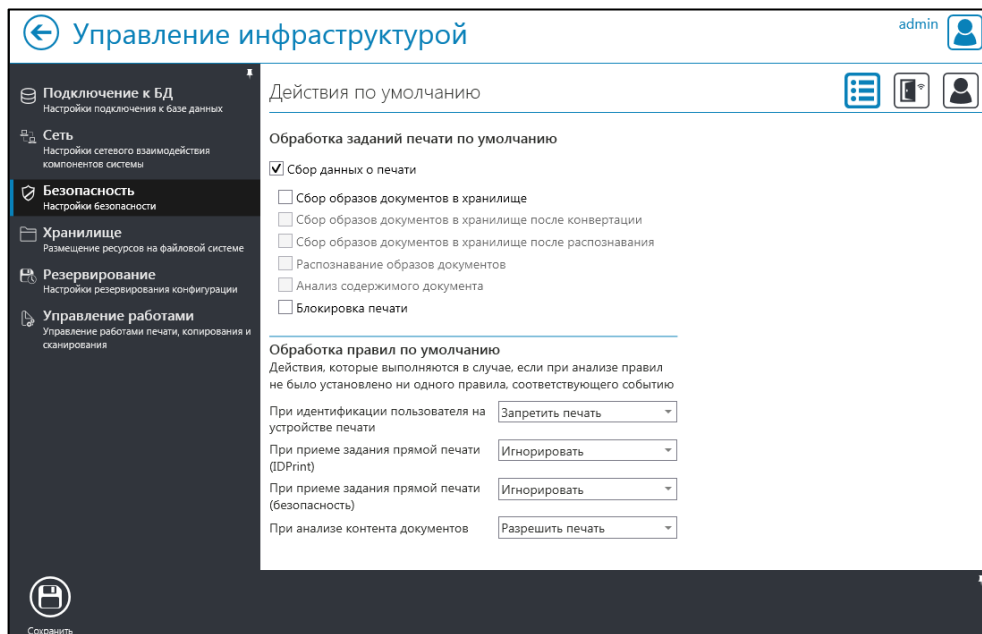 Управление инфраструктурой
admin
Подключение к БД
Настройки подключения к базе данных
Сеть
Настройки сетевого взаимодействия
компонентов системы
Безопасность
Настройки безопасности
Хранилище
Размещение ресурсов на файловой системе
Резервирование
Настройки резервирования конфигурации
Управление работами
Управление работами печати, копирования и
сканирования
Действия по умолчанию
Обработка заданий печати по умолчанию
Сбор данных о печати
Сбор образов документов в хранилище
Сбор образов документов в хранилище после конвертации
Сбор образов документов в хранилище после распознавания
Распознавание образов документов
Анализ содержимого документа
Блокировка печати
Обработка правил по умолчанию
Действия, которые выполняются в случае, если при анализе правил
не было установлено ни одного правила, соответствующего событию
При идентификации пользователя на
устройстве печати
Запретить печать
При приеме задания прямой печати
(IDPrint)
Игнорировать
При приеме задания прямой печати
(безопасность)
Игнорировать
При анализе контента документов
Разрешить печать
Сохранить